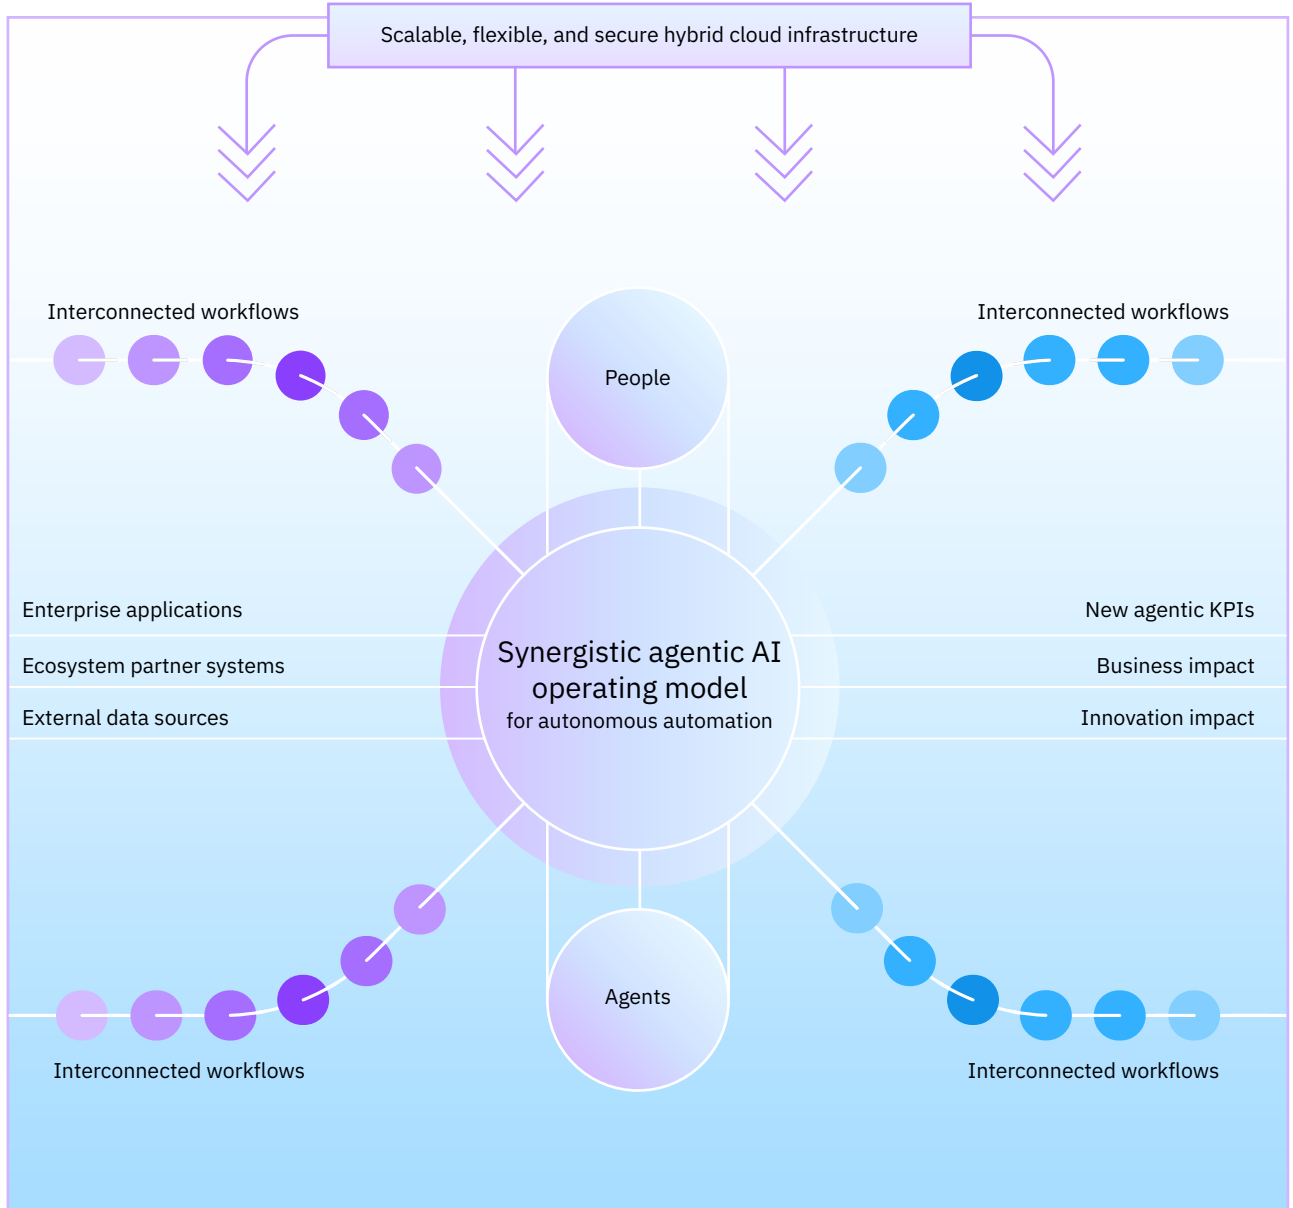 Scalable, flexible, and secure hybrid cloud infrastructure
Interconnected workflows
Interconnected workflows
People
Enterprise applications
Ecosystem partner systems
External data sources
Synergistic agentic AI
operating model
for autonomous automation
New agentic KPIs
Business impact
Innovation impact
Agents
Interconnected workflows
Interconnected workflows